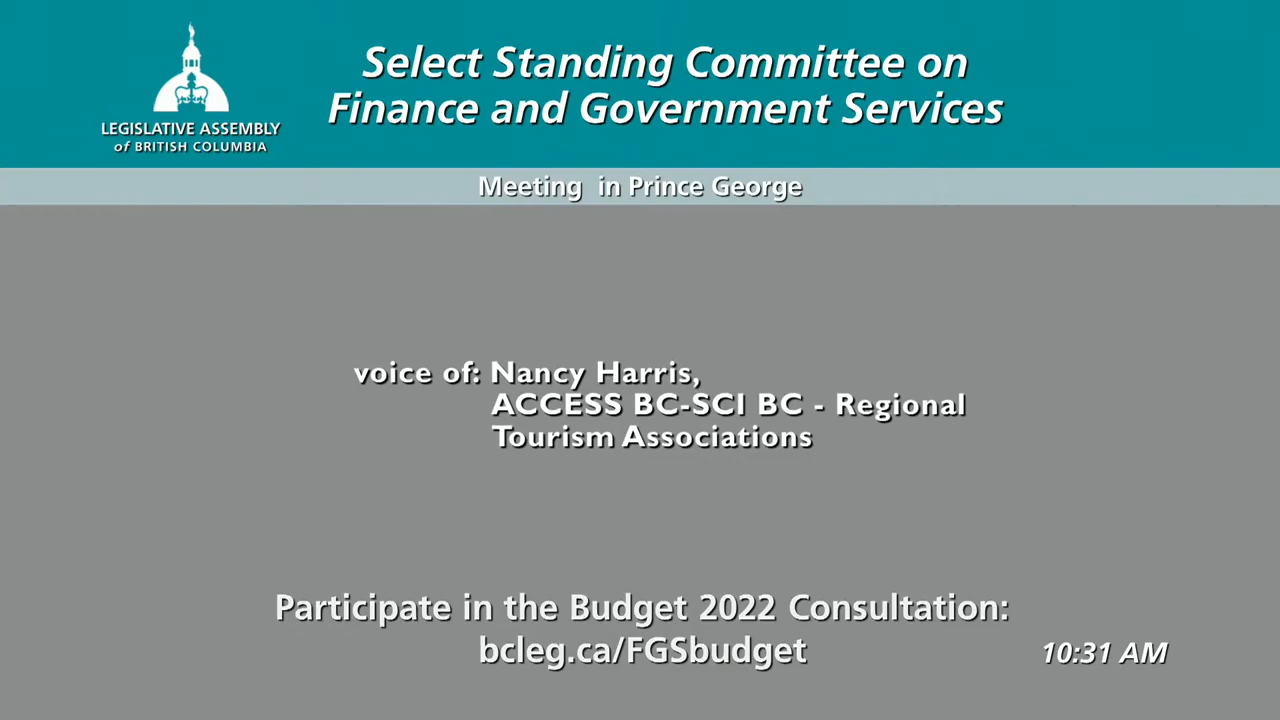 LEGISLATIVE ASSEMBLY
of BRITISH COLUMBIA
Select Standing Committee on
Finance and Government Services
Meeting in Prince George
voice of: Nancy Harris,
ACCESS BC-SCI BC - Regional
Tourism Associations
Participate in the Budget 2022 Consultation:
bcleg.ca/FGSbudget
10:31 AM